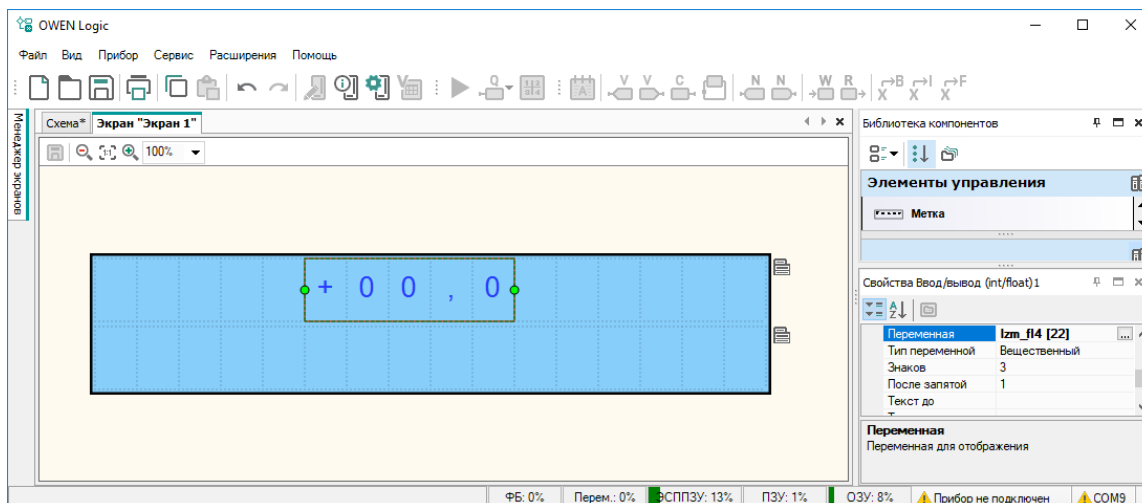 OWEN Logic
Файл Вид Прибор Сервис Расширения Помощь
Схема* Экран "Экран 1"
Менеджер экранов
100%
+ 0 0 , 0
Библиотека компонентов
Элементы управления
Метка
Свойства Ввод/вывод (int/float)1
Переменная Izm_fl4 [22]
Тип переменной Вещественный
Знаков 3
После запятой 1
Текст до
Переменная
Переменная для отображения
ФБ: 0% Перем.: 0% ЭСППЗУ: 13% ПЗУ: 1% ОЗУ: 8% Прибор не подключен COM9